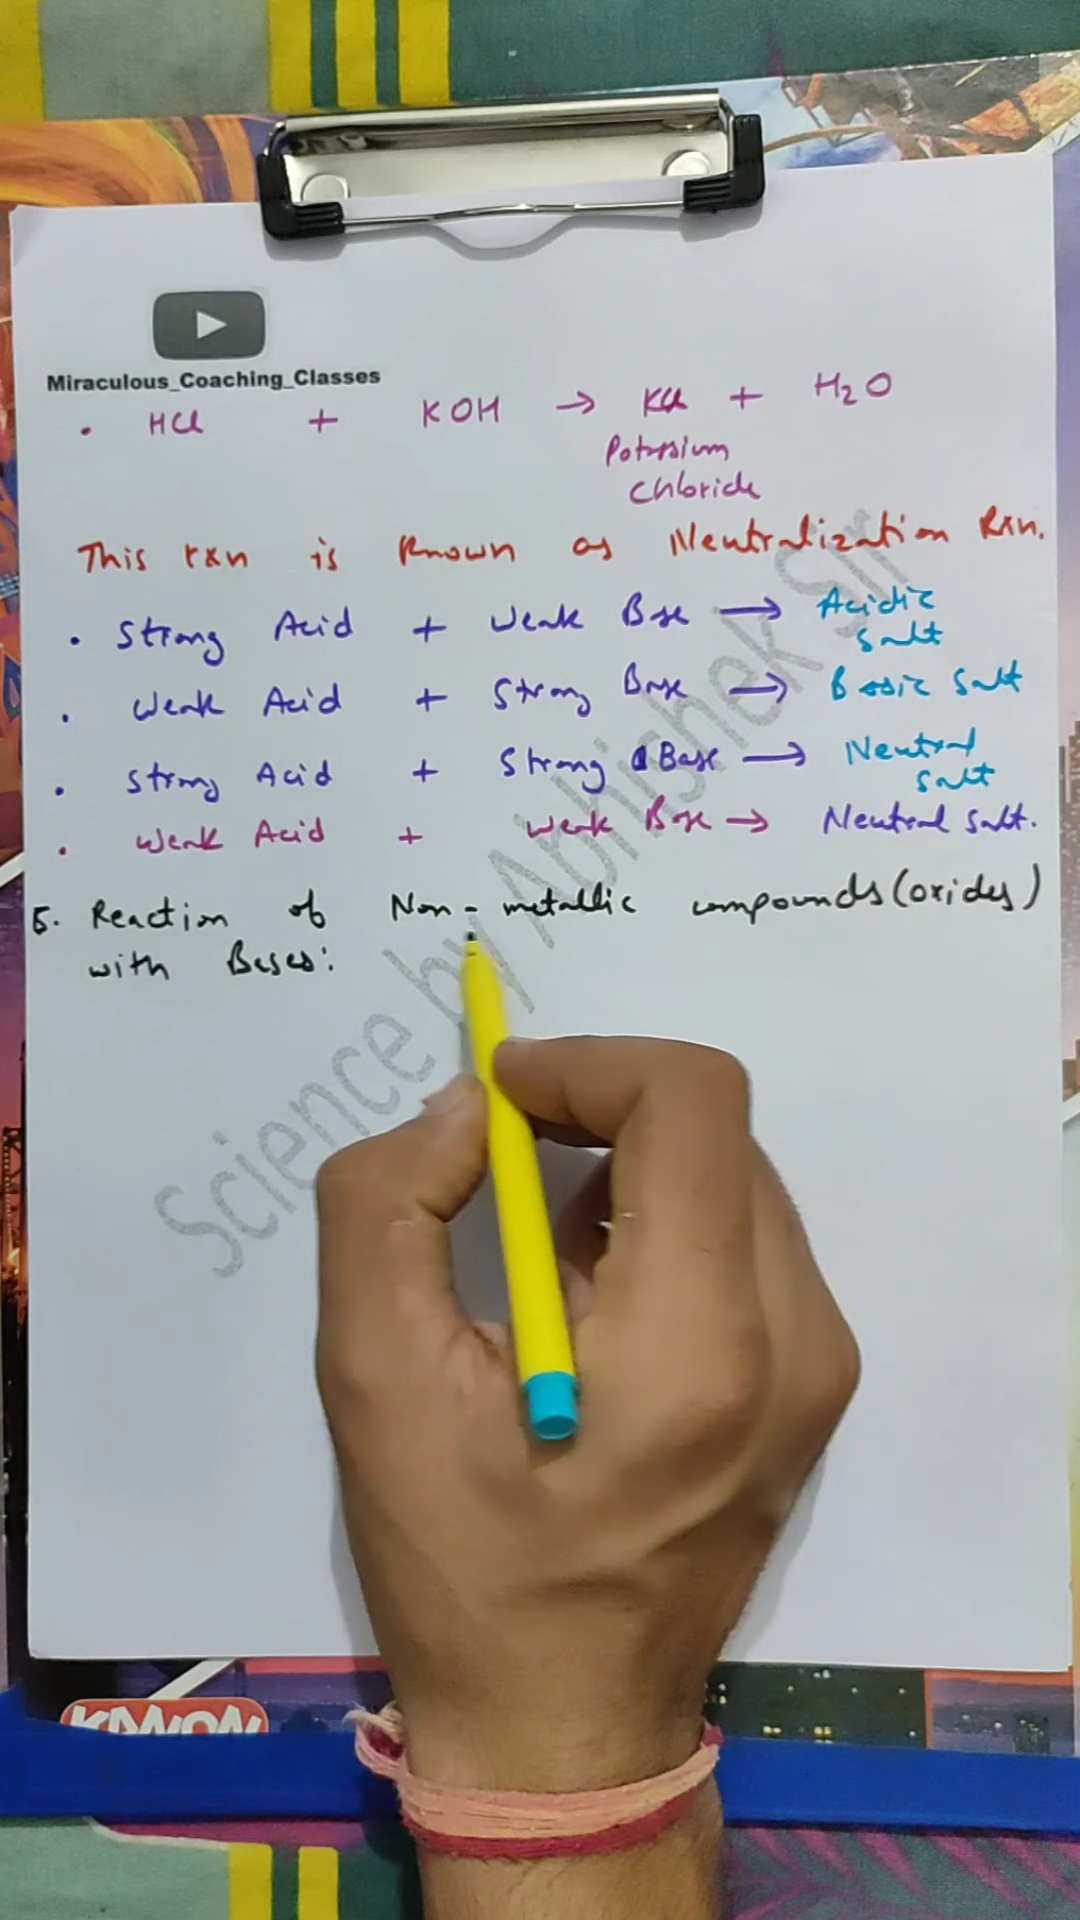 Miraculous_Coaching_Classes
• HCl + KOH → KCl + H₂O
Potassium
Chloride
This rxn is known as Neutralization Rxn.
• Strong Acid + Weak Base → Acidic
Salt
• Weak Acid + Strong Base → Basic Salt
• Strong Acid + Strong Base → Neutral
Salt
• Weak Acid + Weak Base → Neutral Salt.
5. Reaction of Non-metallic compounds (oxides)
with Bases:
Science by Abhishek Sir